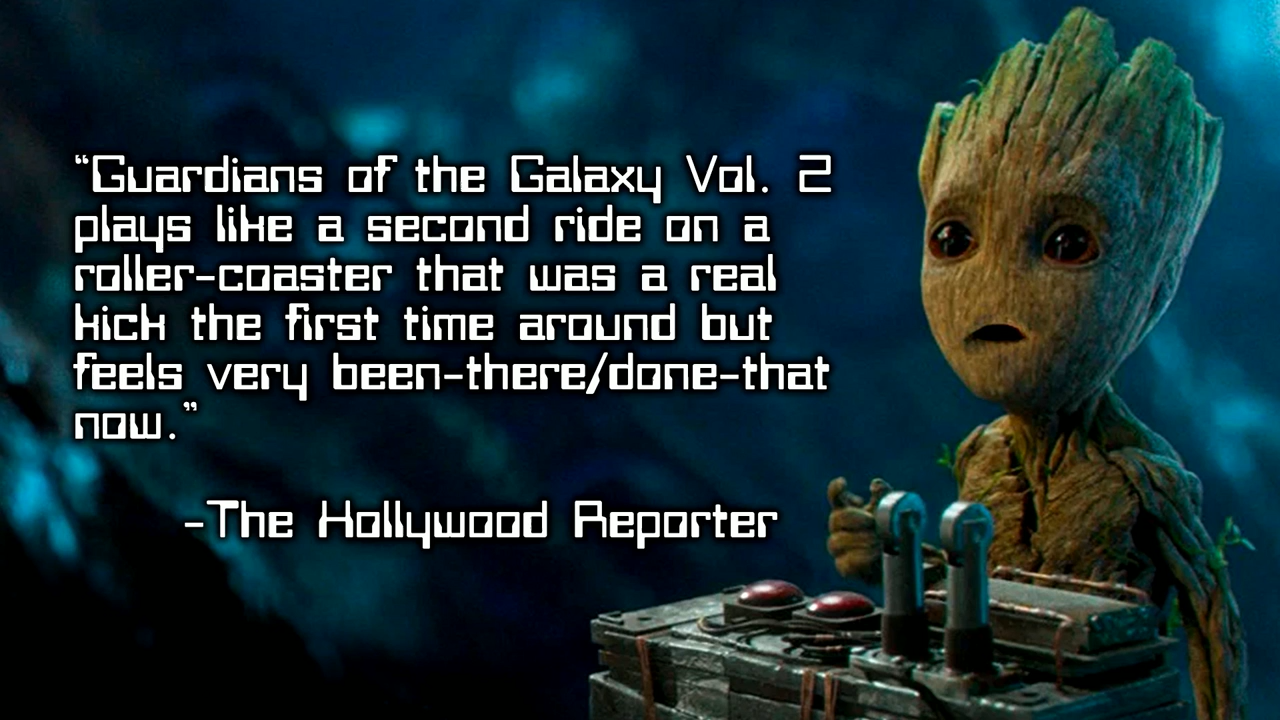 “Guardians of the Galaxy Vol. 2
plays like a second ride on a
roller-coaster that was a real
kick the first time around but
feels very been-there/done-that
now.”
-The Hollywood Reporter